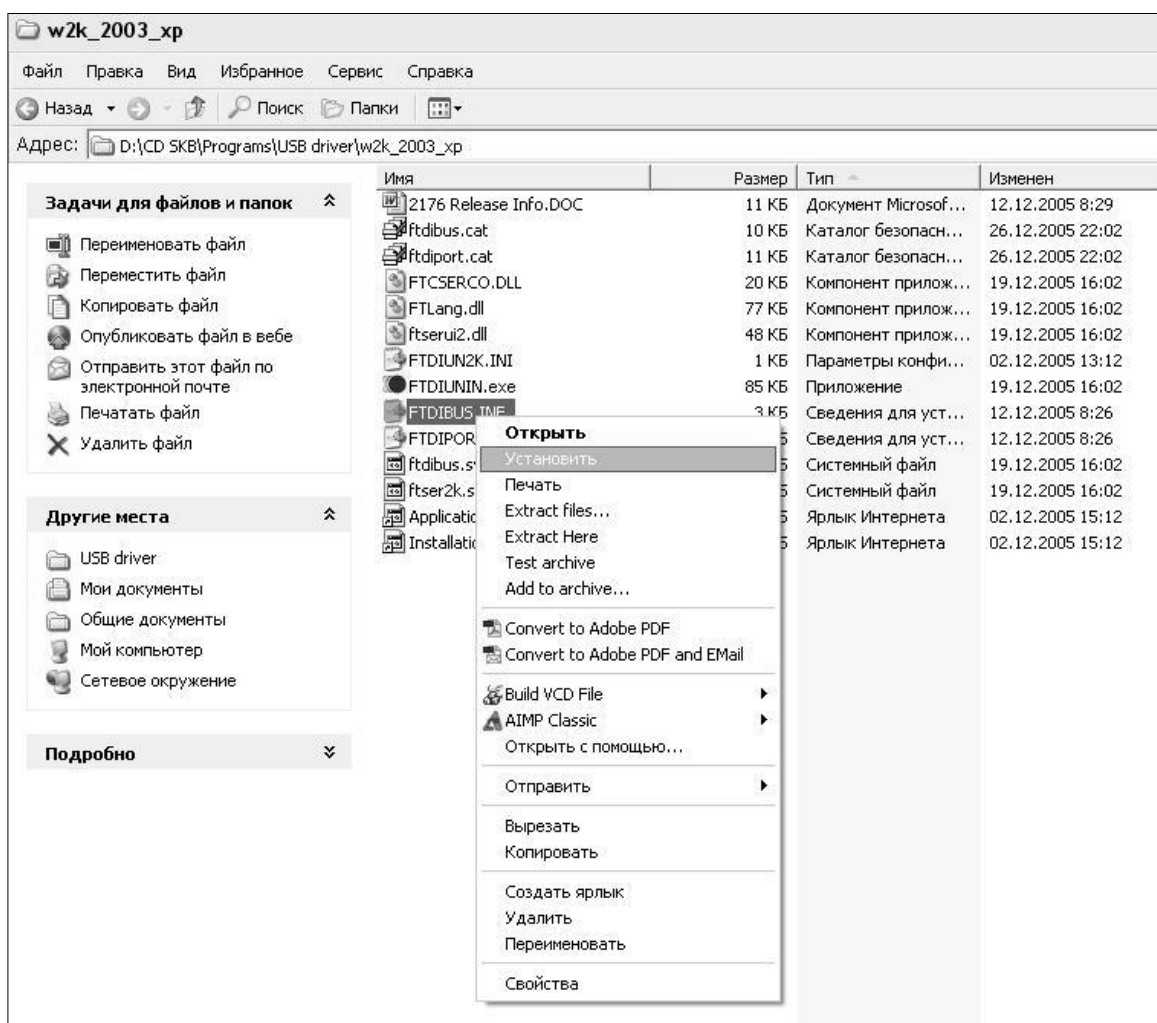 w2k_2003_xp
Файл Правка Вид Избранное Сервис Справка
Назад Поиск Папки
Адрес: D:\CD SKB\Programs\USB driver\w2k_2003_xp
Задачи для файлов и папок
Переименовать файл
Переместить файл
Копировать файл
Опубликовать файл в вебе
Отправить этот файл по
электронной почте
Печатать файл
Удалить файл
Другие места
USB driver
Мои документы
Общие документы
Мой компьютер
Сетевое окружение
Подробно
Имя Размер Тип Изменен
2176 Release Info.DOC 11 КБ Документ Microsof... 12.12.2005 8:29
ftdibus.cat 10 КБ Каталог безопасн... 26.12.2005 22:02
ftdiport.cat 11 КБ Каталог безопасн... 26.12.2005 22:02
FTCSERCO.DLL 20 КБ Компонент прилож... 19.12.2005 16:02
FTLang.dll 77 КБ Компонент прилож... 19.12.2005 16:02
ftserui2.dll 48 КБ Компонент прилож... 19.12.2005 16:02
FTDIUN2K.INI 1 КБ Параметры конфи... 02.12.2005 13:12
FTDIUNIN.exe 85 КБ Приложение 19.12.2005 16:02
FTDIBUS.INF 3 КБ Сведения для уст... 12.12.2005 8:26
FTDIPOR Сведения для уст... 12.12.2005 8:26
ftdibus.s Системный файл 19.12.2005 16:02
ftser2k.s Системный файл 19.12.2005 16:02
Applicatio Ярлык Интернета 02.12.2005 15:12
Installatio Ярлык Интернета 02.12.2005 15:12
Открыть
Установить
Печать
Extract files...
Extract Here
Test archive
Add to archive...
Convert to Adobe PDF
Convert to Adobe PDF and EMail
Build VCD File
AIMP Classic
Открыть с помощью...
Отправить
Вырезать
Копировать
Создать ярлык
Удалить
Переименовать
Свойства